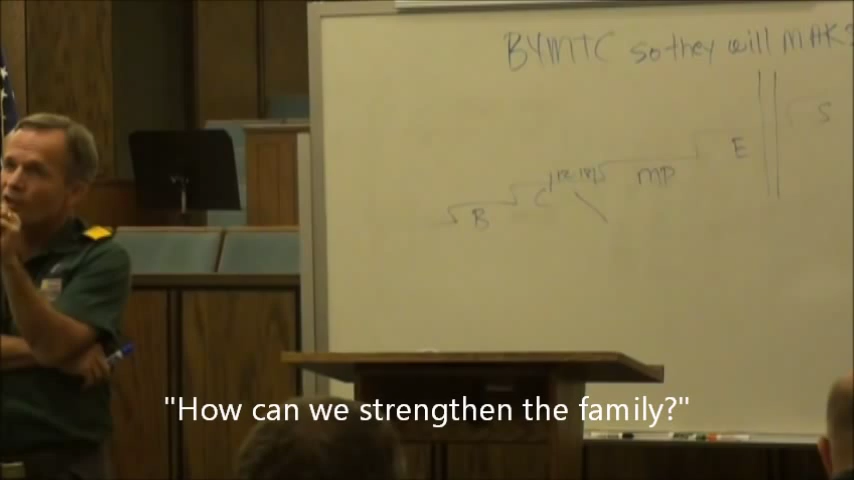 BYMTC so they will MAK
S
E
MP
C
B
"How can we strengthen the family?"